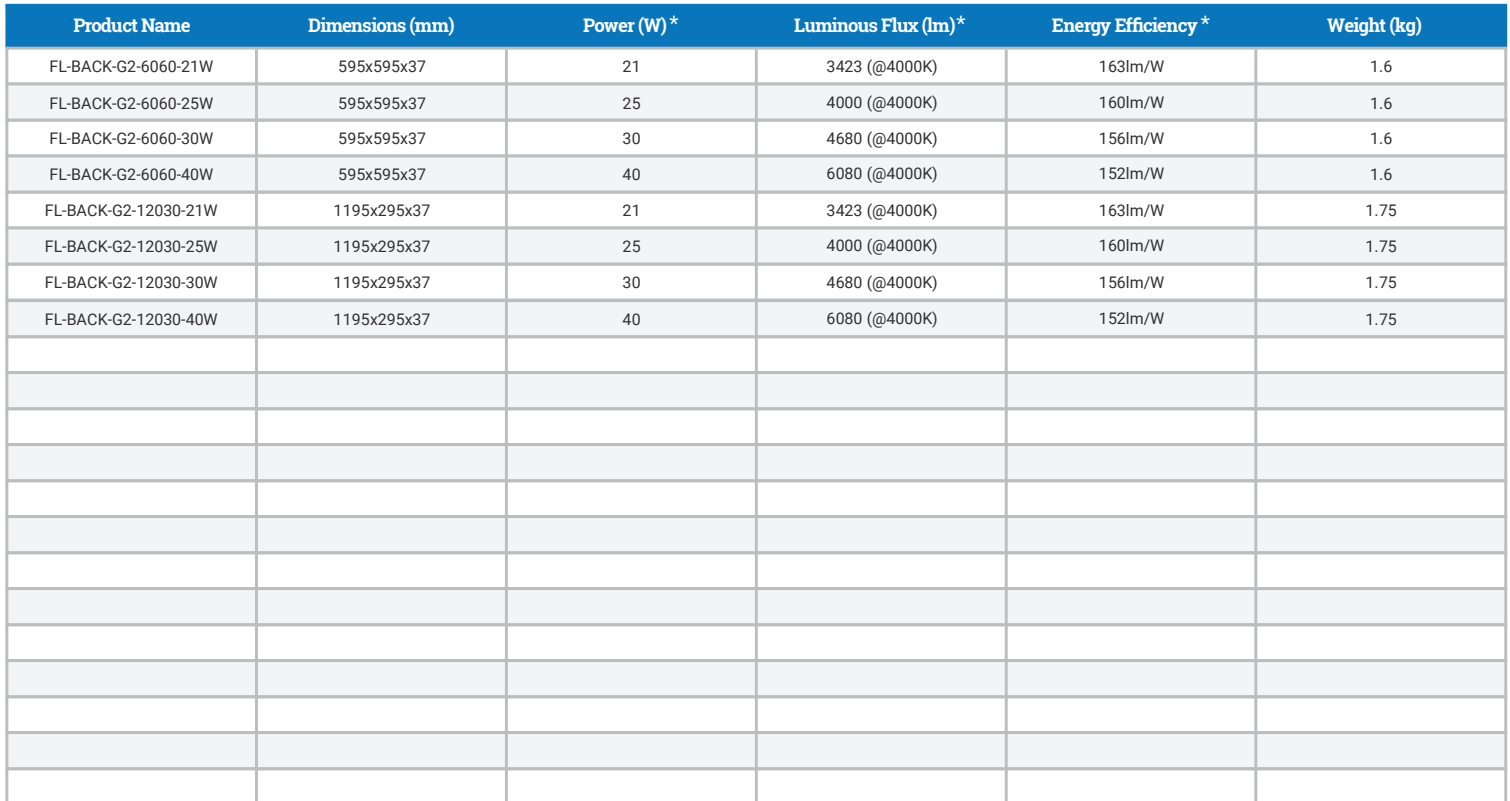 Product Name Dimensions (mm) Power (W) * Luminous Flux (lm)* Energy Efficiency * Weight (kg)
FL-BACK-G2-6060-21W 595x595x37 21 3423 (@4000K) 163lm/W 1.6
FL-BACK-G2-6060-25W 595x595x37 25 4000 (@4000K) 160lm/W 1.6
FL-BACK-G2-6060-30W 595x595x37 30 4680 (@4000K) 156lm/W 1.6
FL-BACK-G2-6060-40W 595x595x37 40 6080 (@4000K) 152lm/W 1.6
FL-BACK-G2-12030-21W 1195x295x37 21 3423 (@4000K) 163lm/W 1.75
FL-BACK-G2-12030-25W 1195x295x37 25 4000 (@4000K) 160lm/W 1.75
FL-BACK-G2-12030-30W 1195x295x37 30 4680 (@4000K) 156lm/W 1.75
FL-BACK-G2-12030-40W 1195x295x37 40 6080 (@4000K) 152lm/W 1.75